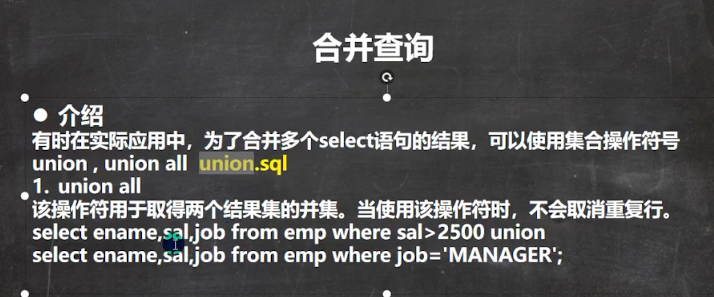 合并查询
● 介绍
有时在实际应用中，为了合并多个select语句的结果，可以使用集合操作符号
union , union all union.sql
1. union all
该操作符用于取得两个结果集的并集。当使用该操作符时，不会取消重复行。
select ename,sal,job from emp where sal>2500 union
select ename,sal,job from emp where job='MANAGER';